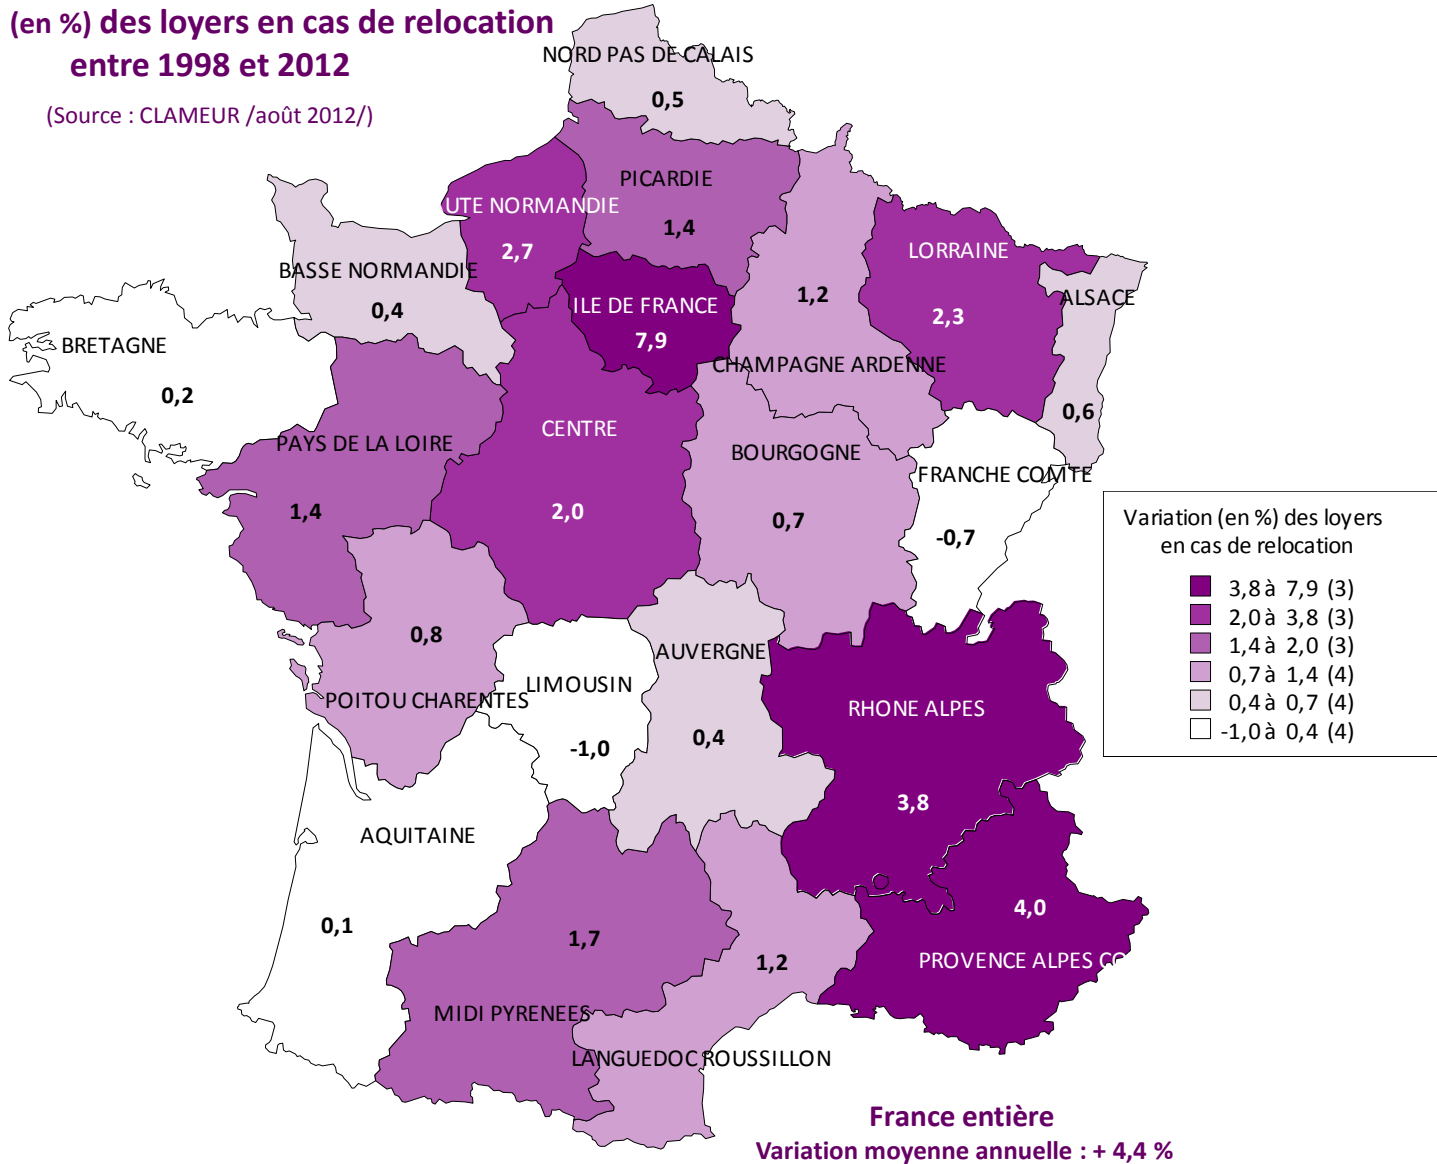 (en %) des loyers en cas de relocation
entre 1998 et 2012
(Source : CLAMEUR /août 2012/)
NORD PAS DE CALAIS
0,5
PICARDIE
1,4
UTE NORMANDIE
2,7
BASSE NORMANDIE
0,4
ILE DE FRANCE
7,9
CHAMPAGNE ARDENNE
1,2
LORRAINE
2,3
ALSACE
0,6
BRETAGNE
0,2
PAYS DE LA LOIRE
1,4
CENTRE
2,0
BOURGOGNE
0,7
FRANCHE COMTE
-0,7
POITOU CHARENTES
0,8
LIMOUSIN
-1,0
AUVERGNE
0,4
RHONE ALPES
3,8
AQUITAINE
0,1
MIDI PYRENEES
1,7
LANGUEDOC ROUSSILLON
1,2
4,0
PROVENCE ALPES CO
Variation (en %) des loyers
en cas de relocation
3,8 à 7,9 (3)
2,0 à 3,8 (3)
1,4 à 2,0 (3)
0,7 à 1,4 (4)
0,4 à 0,7 (4)
-1,0 à 0,4 (4)
France entière
Variation moyenne annuelle : + 4,4 %